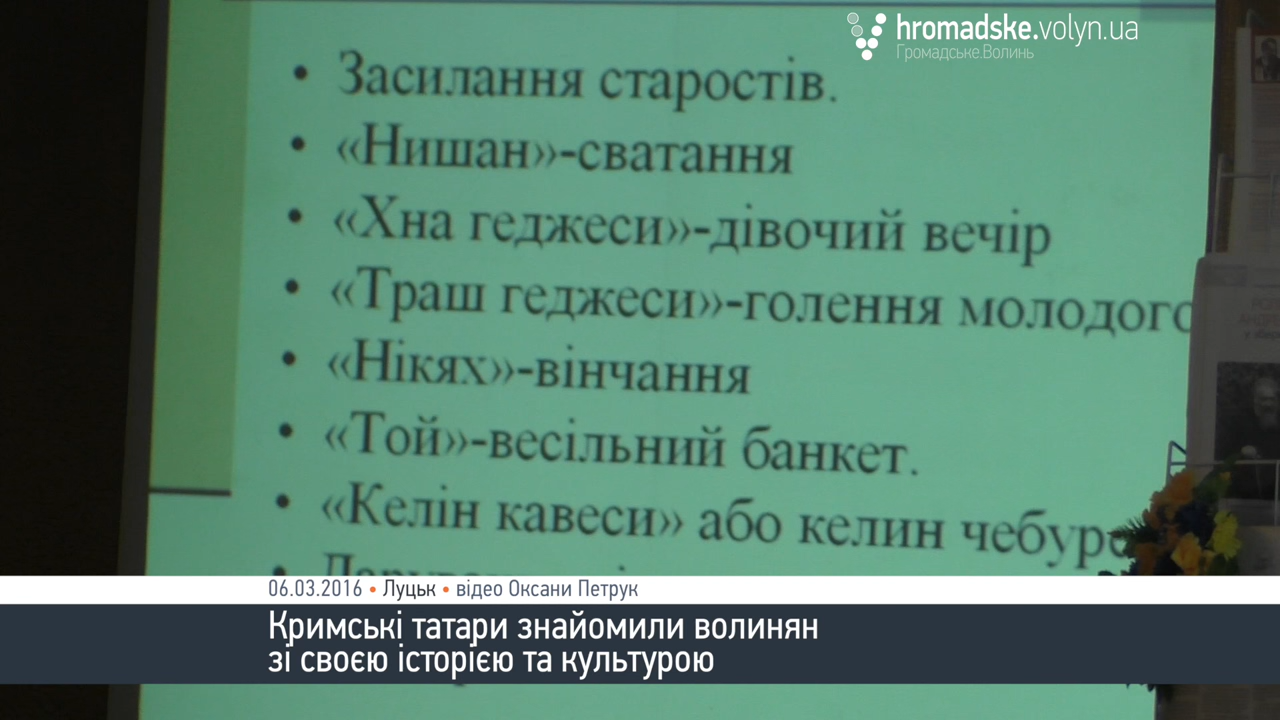 hromadske.volyn.ua
Громадське.Волинь
• Засилання старостів.
• «Нишан»-сватання
• «Хна геджеси»-дівочий вечір
• «Траш геджеси»-голення молодого
• «Нікях»-вінчання
• «Той»-весільний банкет.
• «Келін кавеси» або келин
06.03.2016 • Луцьк • відео Оксани Петрук
Кримські татари знайомили волинян
зі своєю історією та культурою